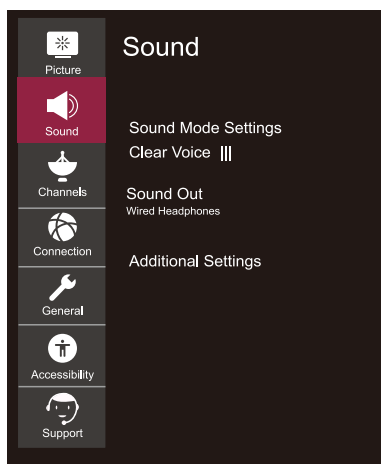 Picture
Sound
Channels
Connection
General
Accessibility
Support
Sound
Sound Mode Settings
Clear Voice |||
Sound Out
Wired Headphones
Additional Settings